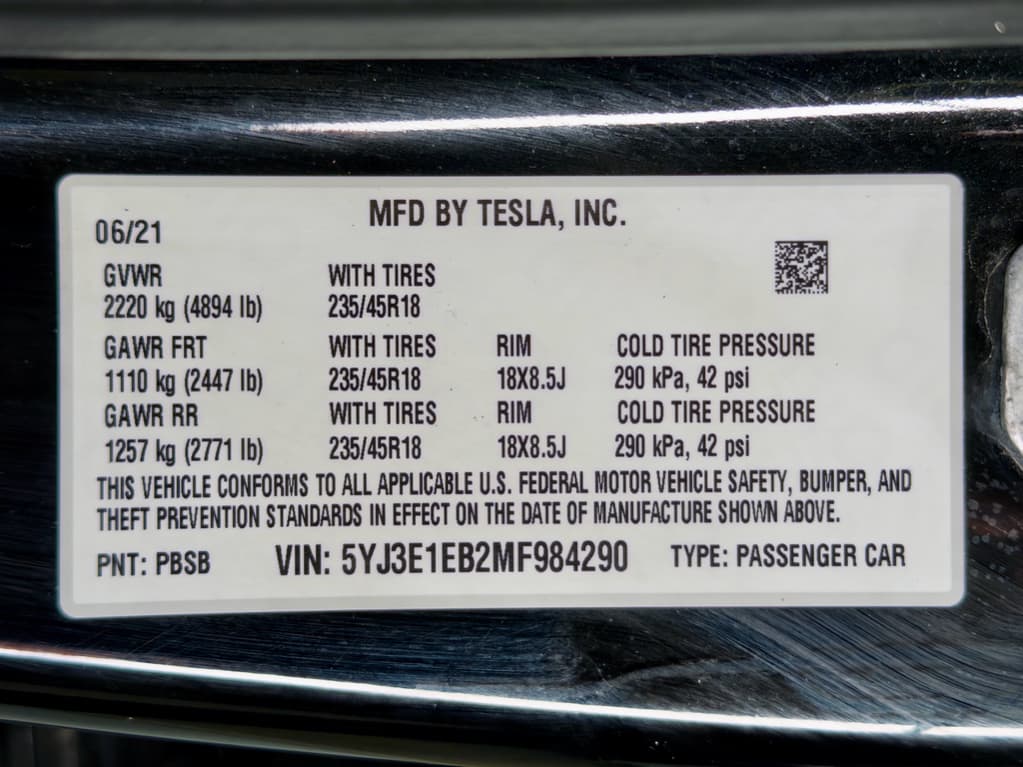 MFD BY TESLA, INC.
06/21
GVWR WITH TIRES
2220 kg (4894 lb) 235/45R18
GAWR FRT WITH TIRES RIM COLD TIRE PRESSURE
1110 kg (2447 lb) 235/45R18 18X8.5J 290 kPa, 42 psi
GAWR RR WITH TIRES RIM COLD TIRE PRESSURE
1257 kg (2771 lb) 235/45R18 18X8.5J 290 kPa, 42 psi
THIS VEHICLE CONFORMS TO ALL APPLICABLE U.S. FEDERAL MOTOR VEHICLE SAFETY, BUMPER, AND
THEFT PREVENTION STANDARDS IN EFFECT ON THE DATE OF MANUFACTURE SHOWN ABOVE.
PNT: PBSB VIN: 5YJ3E1EB2MF984290 TYPE: PASSENGER CAR